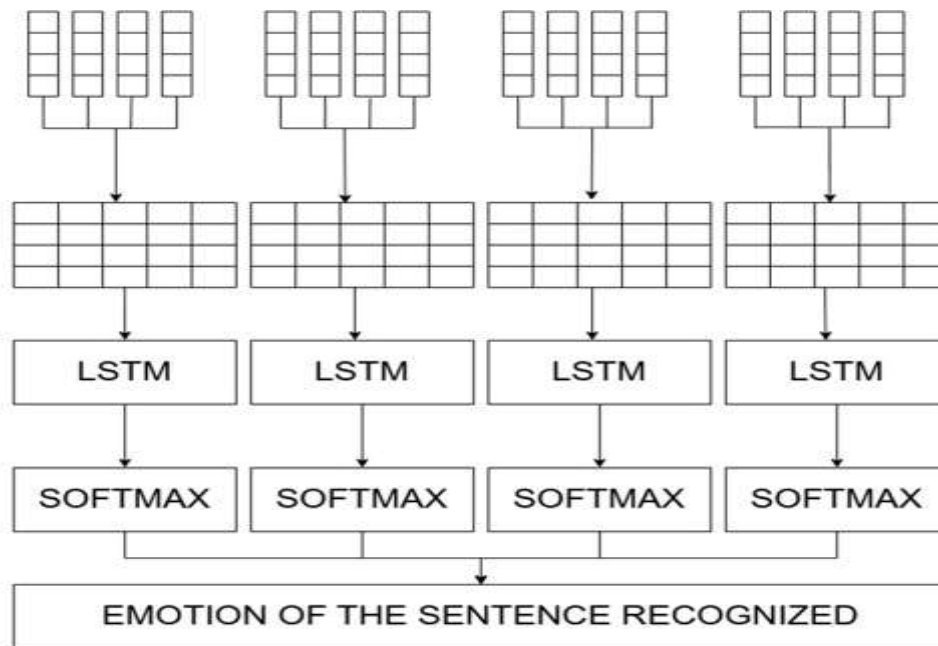 LSTM LSTM LSTM LSTM
SOFTMAX SOFTMAX SOFTMAX SOFTMAX
EMOTION OF THE SENTENCE RECOGNIZED